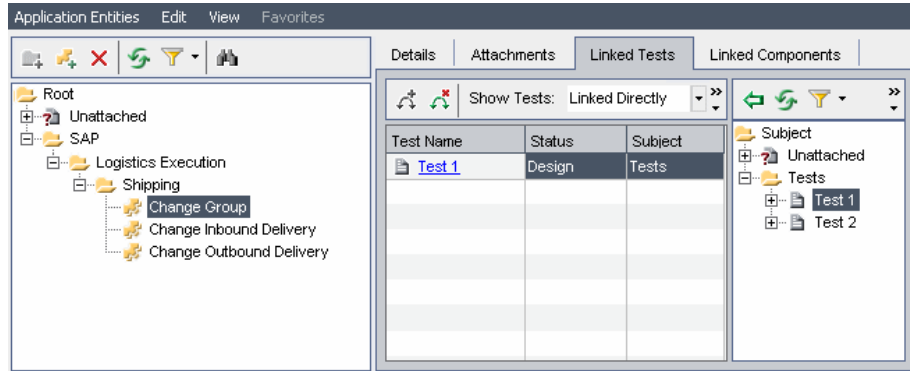 Application Entities Edit View Favorites
Details Attachments Linked Tests Linked Components
Show Tests: Linked Directly
Root
Unattached
SAP
Logistics Execution
Shipping
Change Group
Change Inbound Delivery
Change Outbound Delivery
Test Name Status Subject
Test 1 Design Tests
Subject
Unattached
Tests
Test 1
Test 2